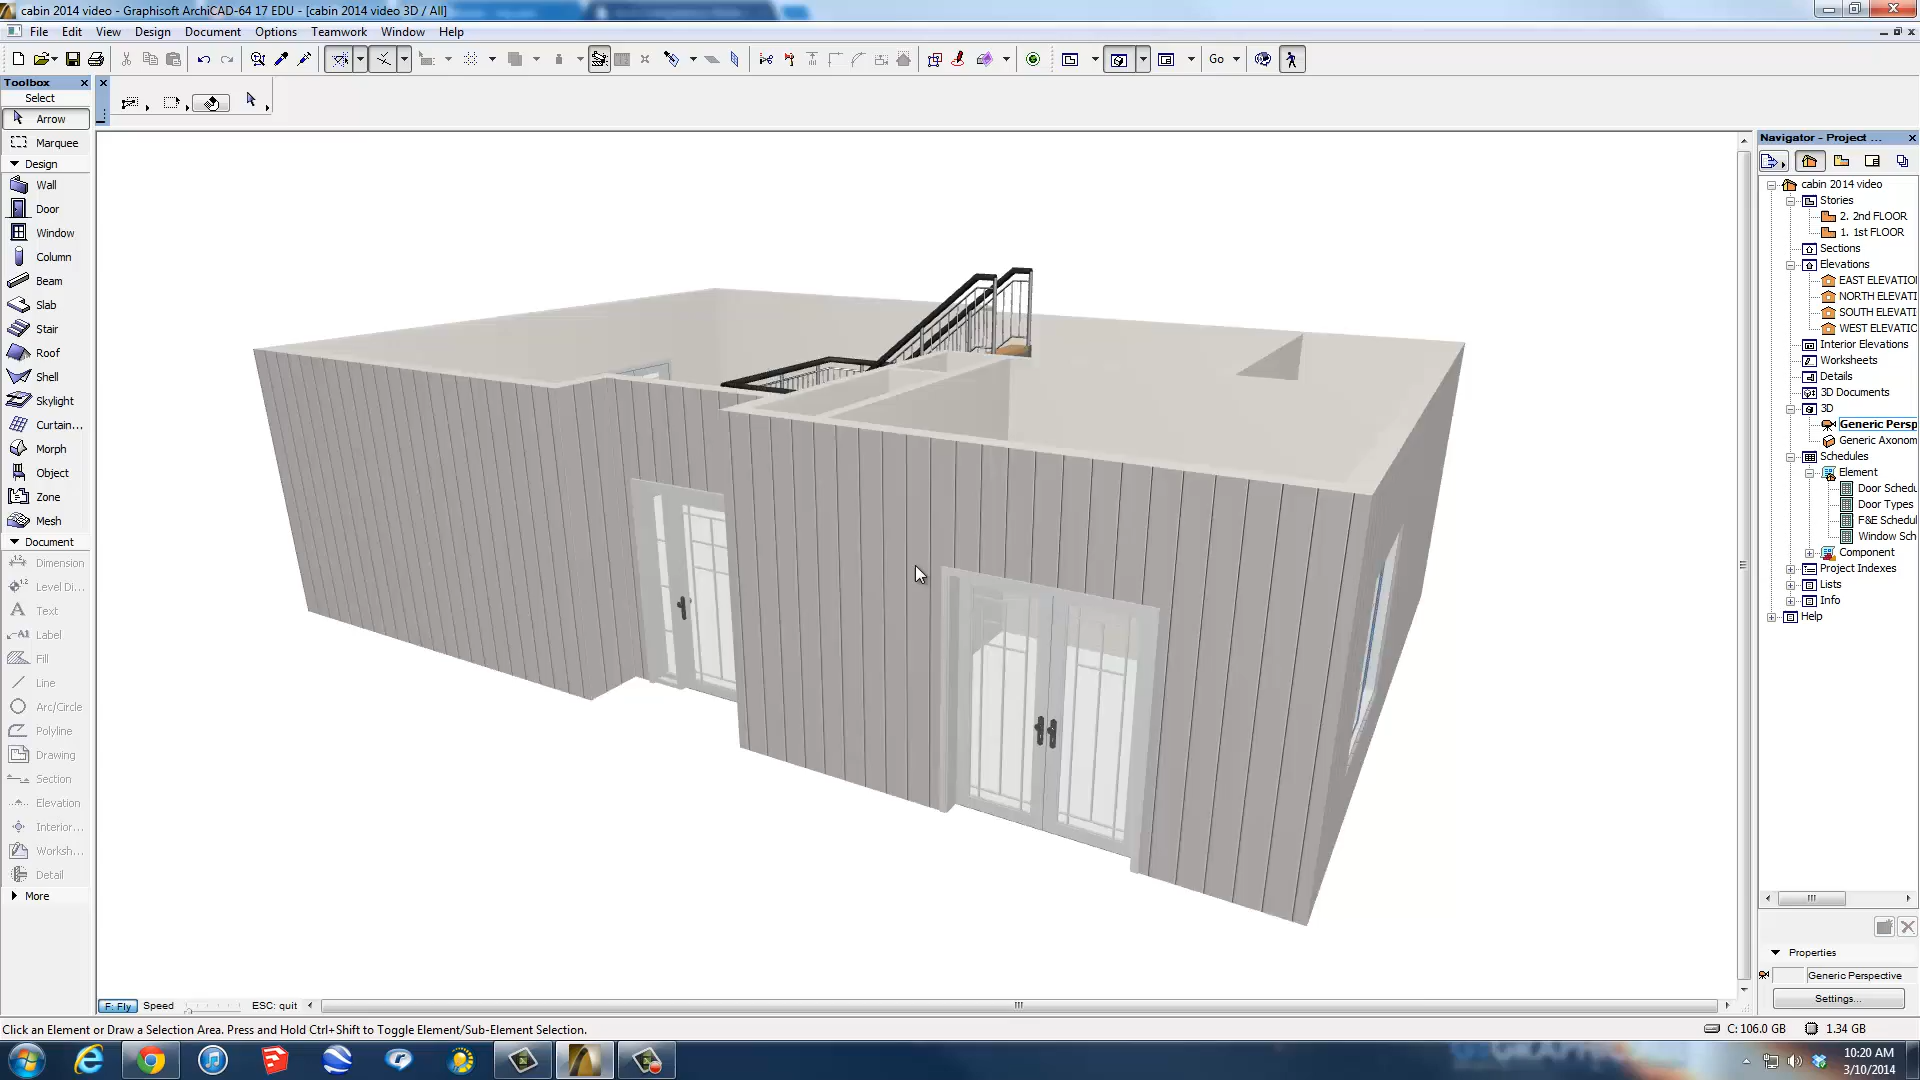 cabin 2014 video - Graphisoft ArchiCAD-64 17 EDU - [cabin 2014 video 3D / All]
File Edit View Design Document Options Teamwork Window Help
Go
Toolbox
Select
Arrow
Marquee
Design
Wall
Door
Window
Column
Beam
Slab
Stair
Roof
Shell
Skylight
Curtain...
Morph
Object
Zone
Mesh
Document
Dimension
Level Di...
Text
Label
Fill
Line
Arc/Circle
Polyline
Drawing
Section
Elevation
Interior...
Worksh...
Detail
More
Navigator - Project ...
cabin 2014 video
Stories
2. 2nd FLOOR
1. 1st FLOOR
Sections
Elevations
EAST ELEVATIO
NORTH ELEVATI
SOUTH ELEVATI
WEST ELEVATIO
Interior Elevations
Worksheets
Details
3D Documents
3D
Generic Persp
Generic Axonom
Schedules
Element
Door Schedu
Door Types
F&E Schedul
Window Sch
Component
Project Indexes
Lists
Info
Help
Properties
Generic Perspective
Settings...
F: Fly Speed ESC: quit
Click an Element or Draw a Selection Area. Press and Hold Ctrl+Shift to Toggle Element/Sub-Element Selection.
C: 106.0 GB 1.34 GB
10:20 AM
3/10/2014